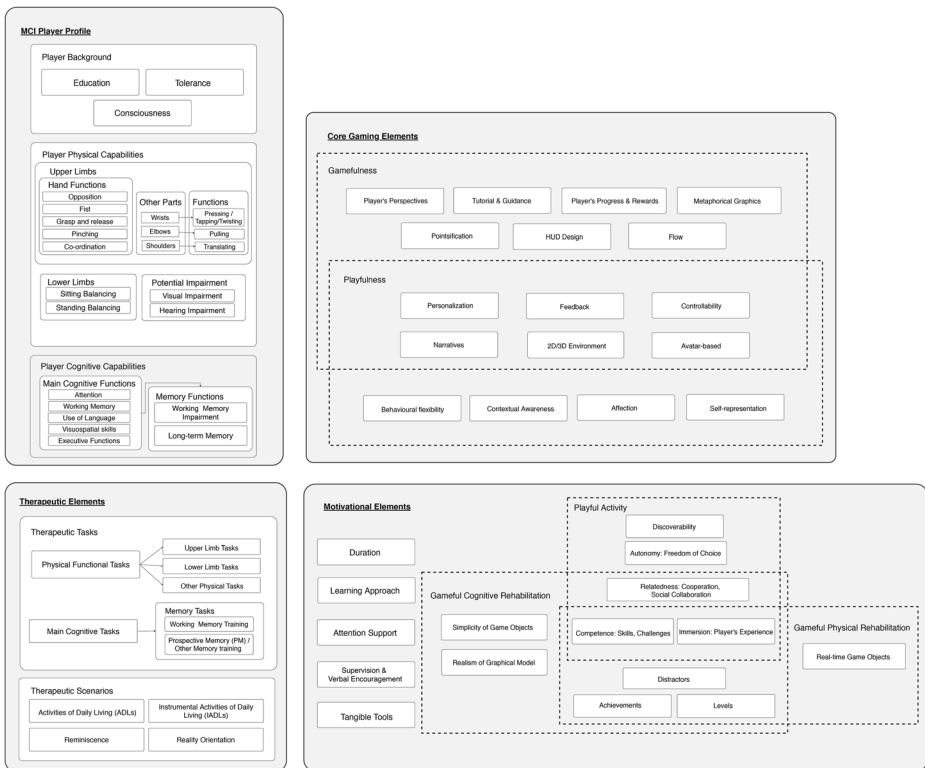 MCI Player Profile
Player Background
Education
Tolerance
Consciousness
Player Physical Capabilities
Upper Limbs
Hand Functions
Opposition
Fist
Grasp and release
Pinching
Co-ordination
Other Parts
Wrists
Elbows
Shoulders
Functions
Pressing /
Tapping/Twisting
Pulling
Translating
Lower Limbs
Sitting Balancing
Standing Balancing
Potential Impairment
Visual Impairment
Hearing Impairment
Player Cognitive Capabilities
Main Cognitive Functions
Attention
Working Memory
Use of Language
Visuospatial skills
Executive Functions
Memory Functions
Working Memory
Impairment
Long-term Memory
Core Gaming Elements
Gamefulness
Player's Perspectives
Tutorial & Guidance
Player's Progress & Rewards
Metaphorical Graphics
Pointsification
HUD Design
Flow
Playfulness
Personalization
Feedback
Controllability
Narratives
2D/3D Environment
Avatar-based
Behavioural flexibility
Contextual Awareness
Affection
Self-representation
Therapeutic Elements
Therapeutic Tasks
Physical Functional Tasks
Upper Limb Tasks
Lower Limb Tasks
Other Physical Tasks
Main Cognitive Tasks
Memory Tasks
Working Memory Training
Prospective Memory (PM) /
Other Memory training
Therapeutic Scenarios
Activities of Daily Living (ADLs)
Instrumental Activities of Daily
Living (IADLs)
Reminiscence
Reality Orientation
Motivational Elements
Duration
Learning Approach
Attention Support
Supervision &
Verbal Encouragement
Tangible Tools
Playful Activity
Discoverability
Autonomy: Freedom of Choice
Relatedness: Cooperation,
Social Collaboration
Gameful Cognitive Rehabilitation
Simplicity of Game Objects
Realism of Graphical Model
Competence: Skills, Challenges
Immersion: Player's Experience
Distractors
Achievements
Levels
Gameful Physical Rehabilitation
Real-time Game Objects